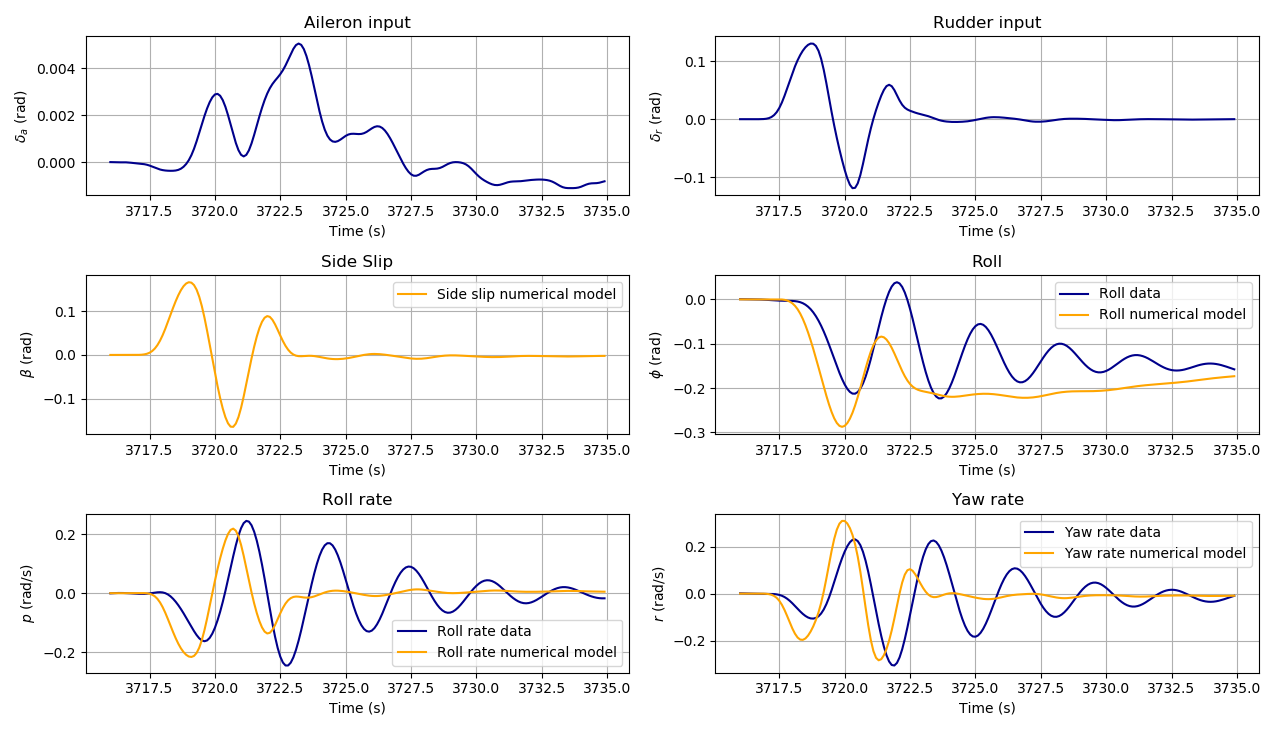 Aileron input
δa (rad)
0.004
0.002
0.000
3717.5 3720.0 3722.5 3725.0 3727.5 3730.0 3732.5 3735.0
Time (s)
Rudder input
δr (rad)
0.1
0.0
−0.1
3717.5 3720.0 3722.5 3725.0 3727.5 3730.0 3732.5 3735.0
Time (s)
Side Slip
β (rad)
0.1
0.0
−0.1
Side slip numerical model
3717.5 3720.0 3722.5 3725.0 3727.5 3730.0 3732.5 3735.0
Time (s)
Roll
ϕ (rad)
0.0
−0.1
−0.2
−0.3
Roll data
Roll numerical model
3717.5 3720.0 3722.5 3725.0 3727.5 3730.0 3732.5 3735.0
Time (s)
Roll rate
p (rad/s)
0.2
0.0
−0.2
Roll rate data
Roll rate numerical model
3717.5 3720.0 3722.5 3725.0 3727.5 3730.0 3732.5 3735.0
Time (s)
Yaw rate
r (rad/s)
0.2
0.0
−0.2
Yaw rate data
Yaw rate numerical model
3717.5 3720.0 3722.5 3725.0 3727.5 3730.0 3732.5 3735.0
Time (s)